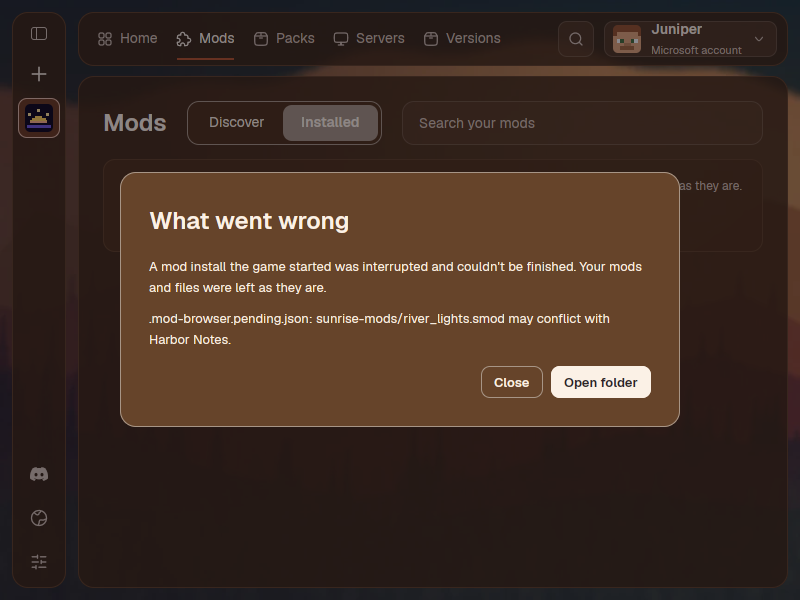 Home
Mods
Packs
Servers
Versions
Juniper
Microsoft account
Mods
Discover
Installed
Search your mods
as they are.
What went wrong
A mod install the game started was interrupted and couldn't be finished. Your mods
and files were left as they are.
.mod-browser.pending.json: sunrise-mods/river_lights.smod may conflict with
Harbor Notes.
Close
Open folder